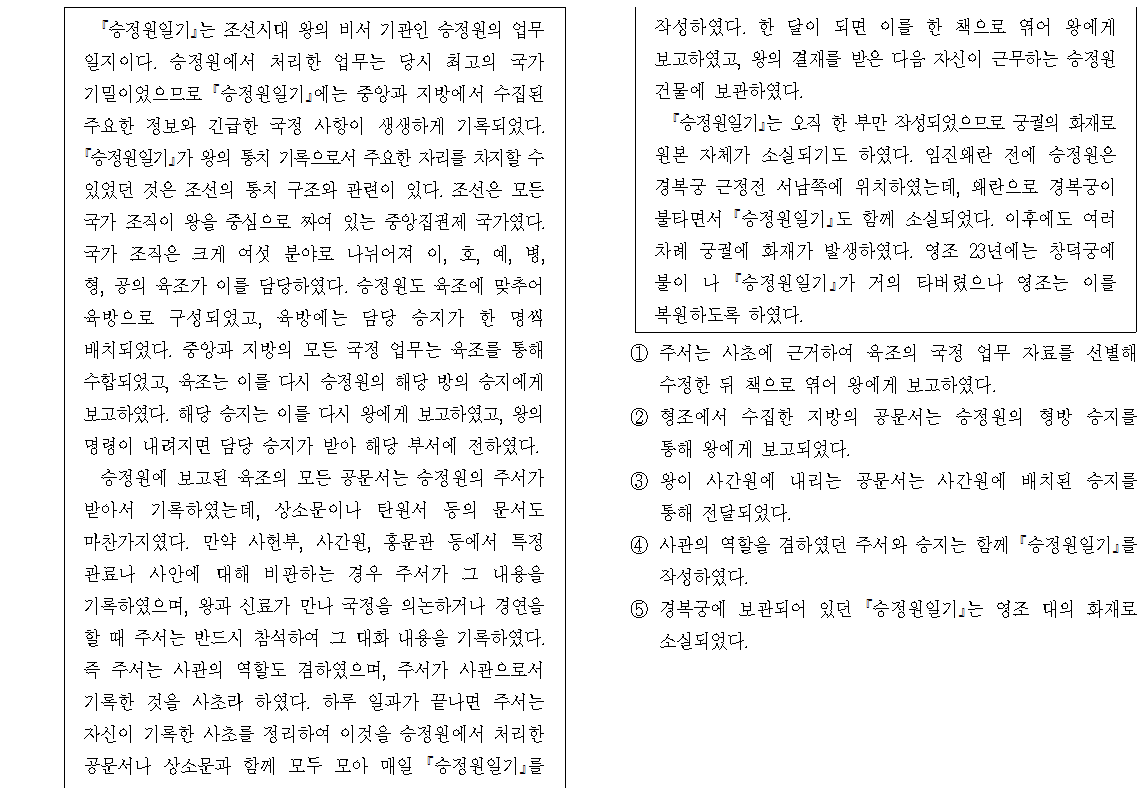 『승정원일기』는 조선시대 왕의 비서 기관인 승정원의 업무
일지이다. 승정원에서 처리한 업무는 당시 최고의 국가
기밀이었으므로 『승정원일기』에는 중앙과 지방에서 수집된
주요한 정보와 긴급한 국정 사항이 생생하게 기록되었다.
『승정원일기』가 왕의 통치 기록으로서 주요한 자리를 차지할 수
있었던 것은 조선의 통치 구조와 관련이 있다. 조선은 모든
국가 조직이 왕을 중심으로 짜여 있는 중앙집권제 국가였다.
국가 조직은 크게 여섯 분야로 나뉘어져 이, 호, 예, 병,
형, 공의 육조가 이를 담당하였다. 승정원도 육조에 맞추어
육방으로 구성되었고, 육방에는 담당 승지가 한 명씩
배치되었다. 중앙과 지방의 모든 국정 업무는 육조를 통해
수합되었고, 육조는 이를 다시 승정원의 해당 방의 승지에게
보고하였다. 해당 승지는 이를 다시 왕에게 보고하였고, 왕의
명령이 내려지면 담당 승지가 받아 해당 부서에 전하였다.
승정원에 보고된 육조의 모든 공문서는 승정원의 주서가
받아서 기록하였는데, 상소문이나 탄원서 등의 문서도
마찬가지였다. 만약 사헌부, 사간원, 홍문관 등에서 특정
관료나 사안에 대해 비판하는 경우 주서가 그 내용을
기록하였으며, 왕과 신료가 만나 국정을 의논하거나 경연을
할 때 주서는 반드시 참석하여 그 대화 내용을 기록하였다.
즉 주서는 사관의 역할도 겸하였으며, 주서가 사관으로서
기록한 것을 사초라 하였다. 하루 일과가 끝나면 주서는
자신이 기록한 사초를 정리하여 이것을 승정원에서 처리한
공문서나 상소문과 함께 모두 모아 매일 『승정원일기』를
작성하였다. 한 달이 되면 이를 한 책으로 엮어 왕에게
보고하였고, 왕의 결재를 받은 다음 자신이 근무하는 승정원
건물에 보관하였다.
『승정원일기』는 오직 한 부만 작성되었으므로 궁궐의 화재로
원본 자체가 소실되기도 하였다. 임진왜란 전에 승정원은
경복궁 근정전 서남쪽에 위치하였는데, 왜란으로 경복궁이
불타면서 『승정원일기』도 함께 소실되었다. 이후에도 여러
차례 궁궐에 화재가 발생하였다. 영조 23년에는 창덕궁에
불이 나 『승정원일기』가 거의 타버렸으나 영조는 이를
복원하도록 하였다.
① 주서는 사초에 근거하여 육조의 국정 업무 자료를 선별해
수정한 뒤 책으로 엮어 왕에게 보고하였다.
② 형조에서 수집한 지방의 공문서는 승정원의 형방 승지를
통해 왕에게 보고되었다.
③ 왕이 사간원에 내리는 공문서는 사간원에 배치된 승지를
통해 전달되었다.
④ 사관의 역할을 겸하였던 주서와 승지는 함께 『승정원일기』를
작성하였다.
⑤ 경복궁에 보관되어 있던 『승정원일기』는 영조 대의 화재로
소실되었다.